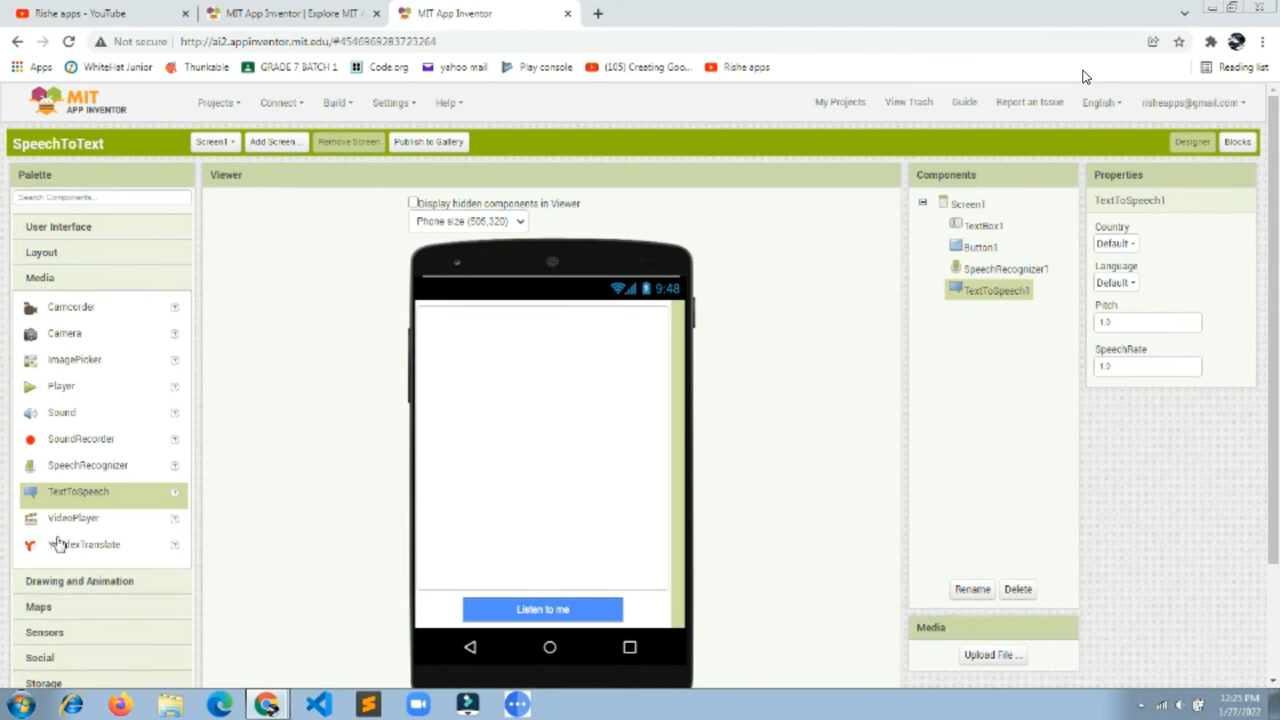 Rishe apps - YouTube
MIT App Inventor | Explore MIT A
MIT App Inventor
Not secure
http://ai2.appinventor.mit.edu/#4546969283723264
Apps
WhiteHat Junior
Thunkable
GRADE 7 BATCH 1
Code.org
yahoo mail
Play console
(105) Creating Goo...
Rishe apps
Reading list
MIT
APP INVENTOR
Projects
Connect
Build
Settings
Help
My Projects
View Trash
Guide
Report an Issue
English
risheapps@gmail.com
SpeechToText
Screen1
Add Screen ...
Remove Screen
Publish to Gallery
Designer
Blocks
Palette
Search Components...
User Interface
Layout
Media
Camcorder
Camera
ImagePicker
Player
Sound
SoundRecorder
SpeechRecognizer
TextToSpeech
VideoPlayer
YandexTranslate
Drawing and Animation
Maps
Sensors
Social
Storage
Viewer
Display hidden components in Viewer
Phone size (505,320)
9:48
Listen to me
Components
Screen1
TextBox1
Button1
SpeechRecognizer1
TextToSpeech1
Rename
Delete
Media
Upload File ...
Properties
TextToSpeech1
Country
Default
Language
Default
Pitch
1.0
SpeechRate
1.0
12:25 PM
1/27/2022